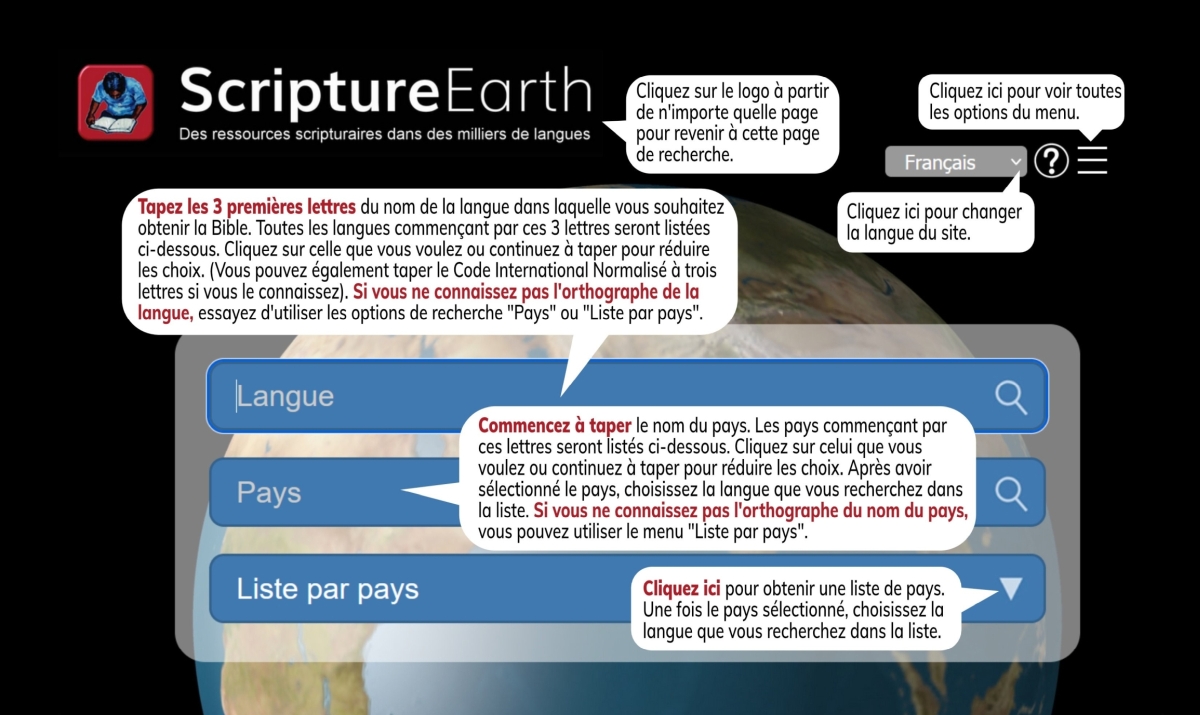 ScriptureEarth
Des ressources scripturaires dans des milliers de langues
Cliquez sur le logo à partir
de n'importe quelle page
pour revenir à cette page
de recherche.
Cliquez ici pour voir toutes
les options du menu.
Français
?
Cliquez ici pour changer
la langue du site.
Tapez les 3 premières lettres du nom de la langue dans laquelle vous souhaitez
obtenir la Bible. Toutes les langues commençant par ces 3 lettres seront listées
ci-dessous. Cliquez sur celle que vous voulez ou continuez à taper pour réduire
les choix. (Vous pouvez également taper le Code International Normalisé à trois
lettres si vous le connaissez). Si vous ne connaissez pas l'orthographe de la
langue, essayez d'utiliser les options de recherche "Pays" ou "Liste par pays".
Langue
Commencez à taper le nom du pays. Les pays commençant par
ces lettres seront listés ci-dessous. Cliquez sur celui que vous
voulez ou continuez à taper pour réduire les choix. Après avoir
sélectionné le pays, choisissez la langue que vous recherchez dans
la liste. Si vous ne connaissez pas l'orthographe du nom du pays,
vous pouvez utiliser le menu "Liste par pays".
Pays
Liste par pays
Cliquez ici pour obtenir une liste de pays.
Une fois le pays sélectionné, choisissez la
langue que vous recherchez dans la liste.